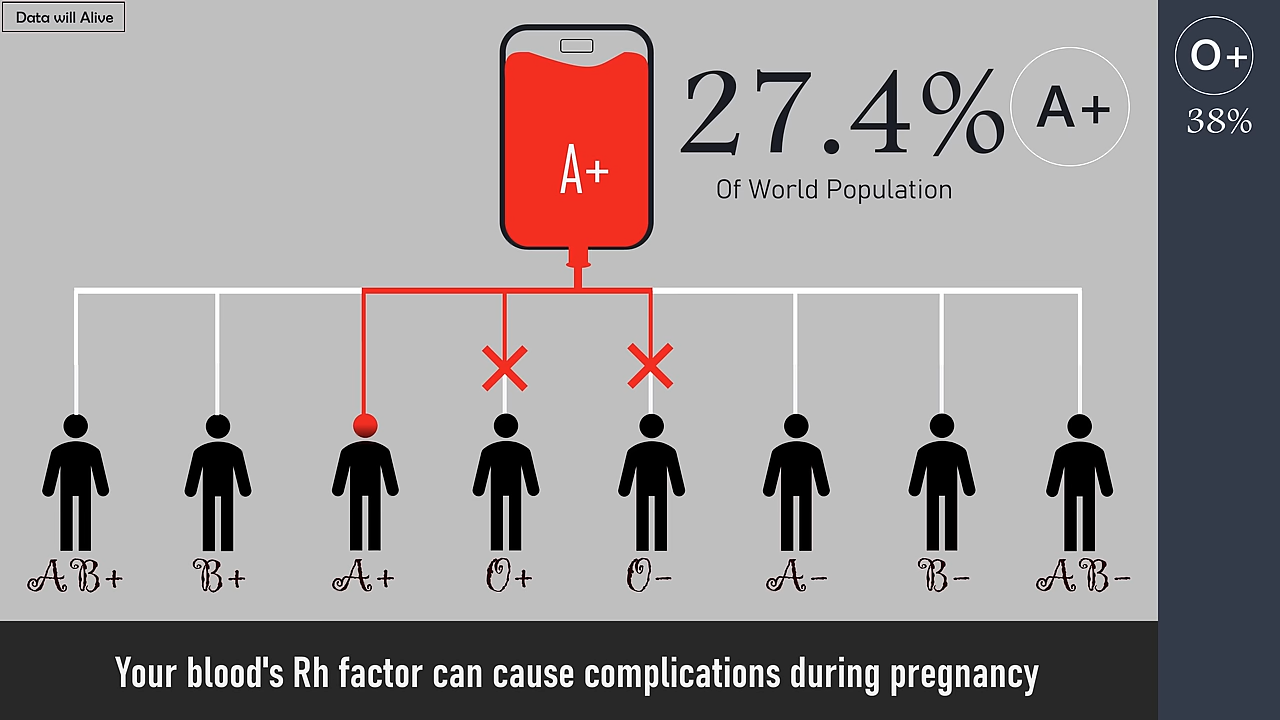 Data will Alive
A+
27.4%
A+
Of World Population
O+
38%
AB+ B+ A+ O+ O- A- B- AB-
Your blood's Rh factor can cause complications during pregnancy